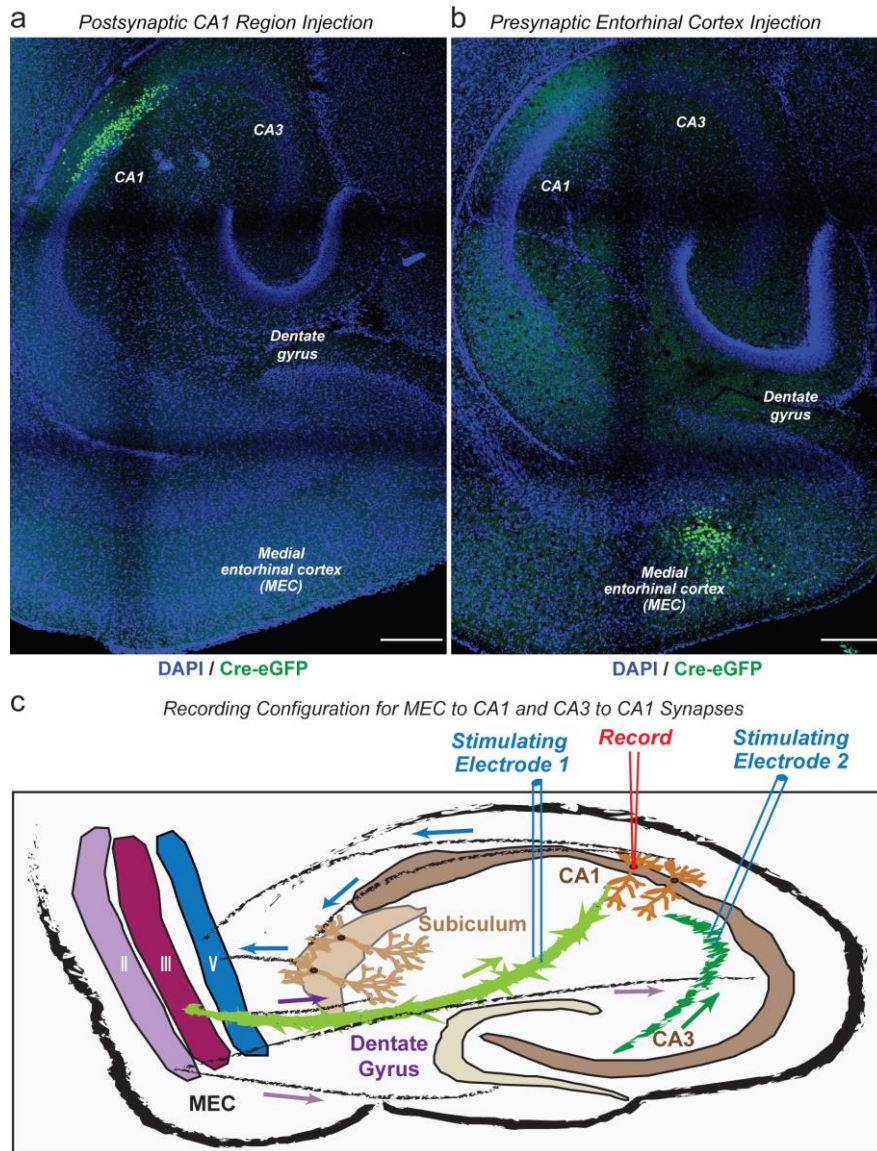 a
Postsynaptic CA1 Region Injection
CA3
CA1
Dentate
gyrus
Medial
entorhinal cortex
(MEC)
DAPI / Cre-eGFP
b
Presynaptic Entorhinal Cortex Injection
CA3
CA1
Dentate
gyrus
Medial
entorhinal cortex
(MEC)
DAPI / Cre-eGFP
c
Recording Configuration for MEC to CA1 and CA3 to CA1 Synapses
Stimulating
Electrode 1
Record
Stimulating
Electrode 2
CA1
Subiculum
II
III
V
Dentate
Gyrus
CA3
MEC